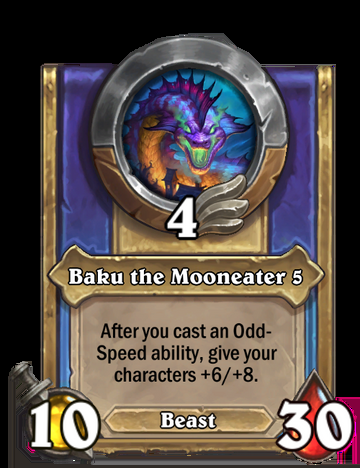 4
Baku the Mooneater 5
After you cast an Odd-
Speed ability, give your
characters +6/+8.
10
Beast
30